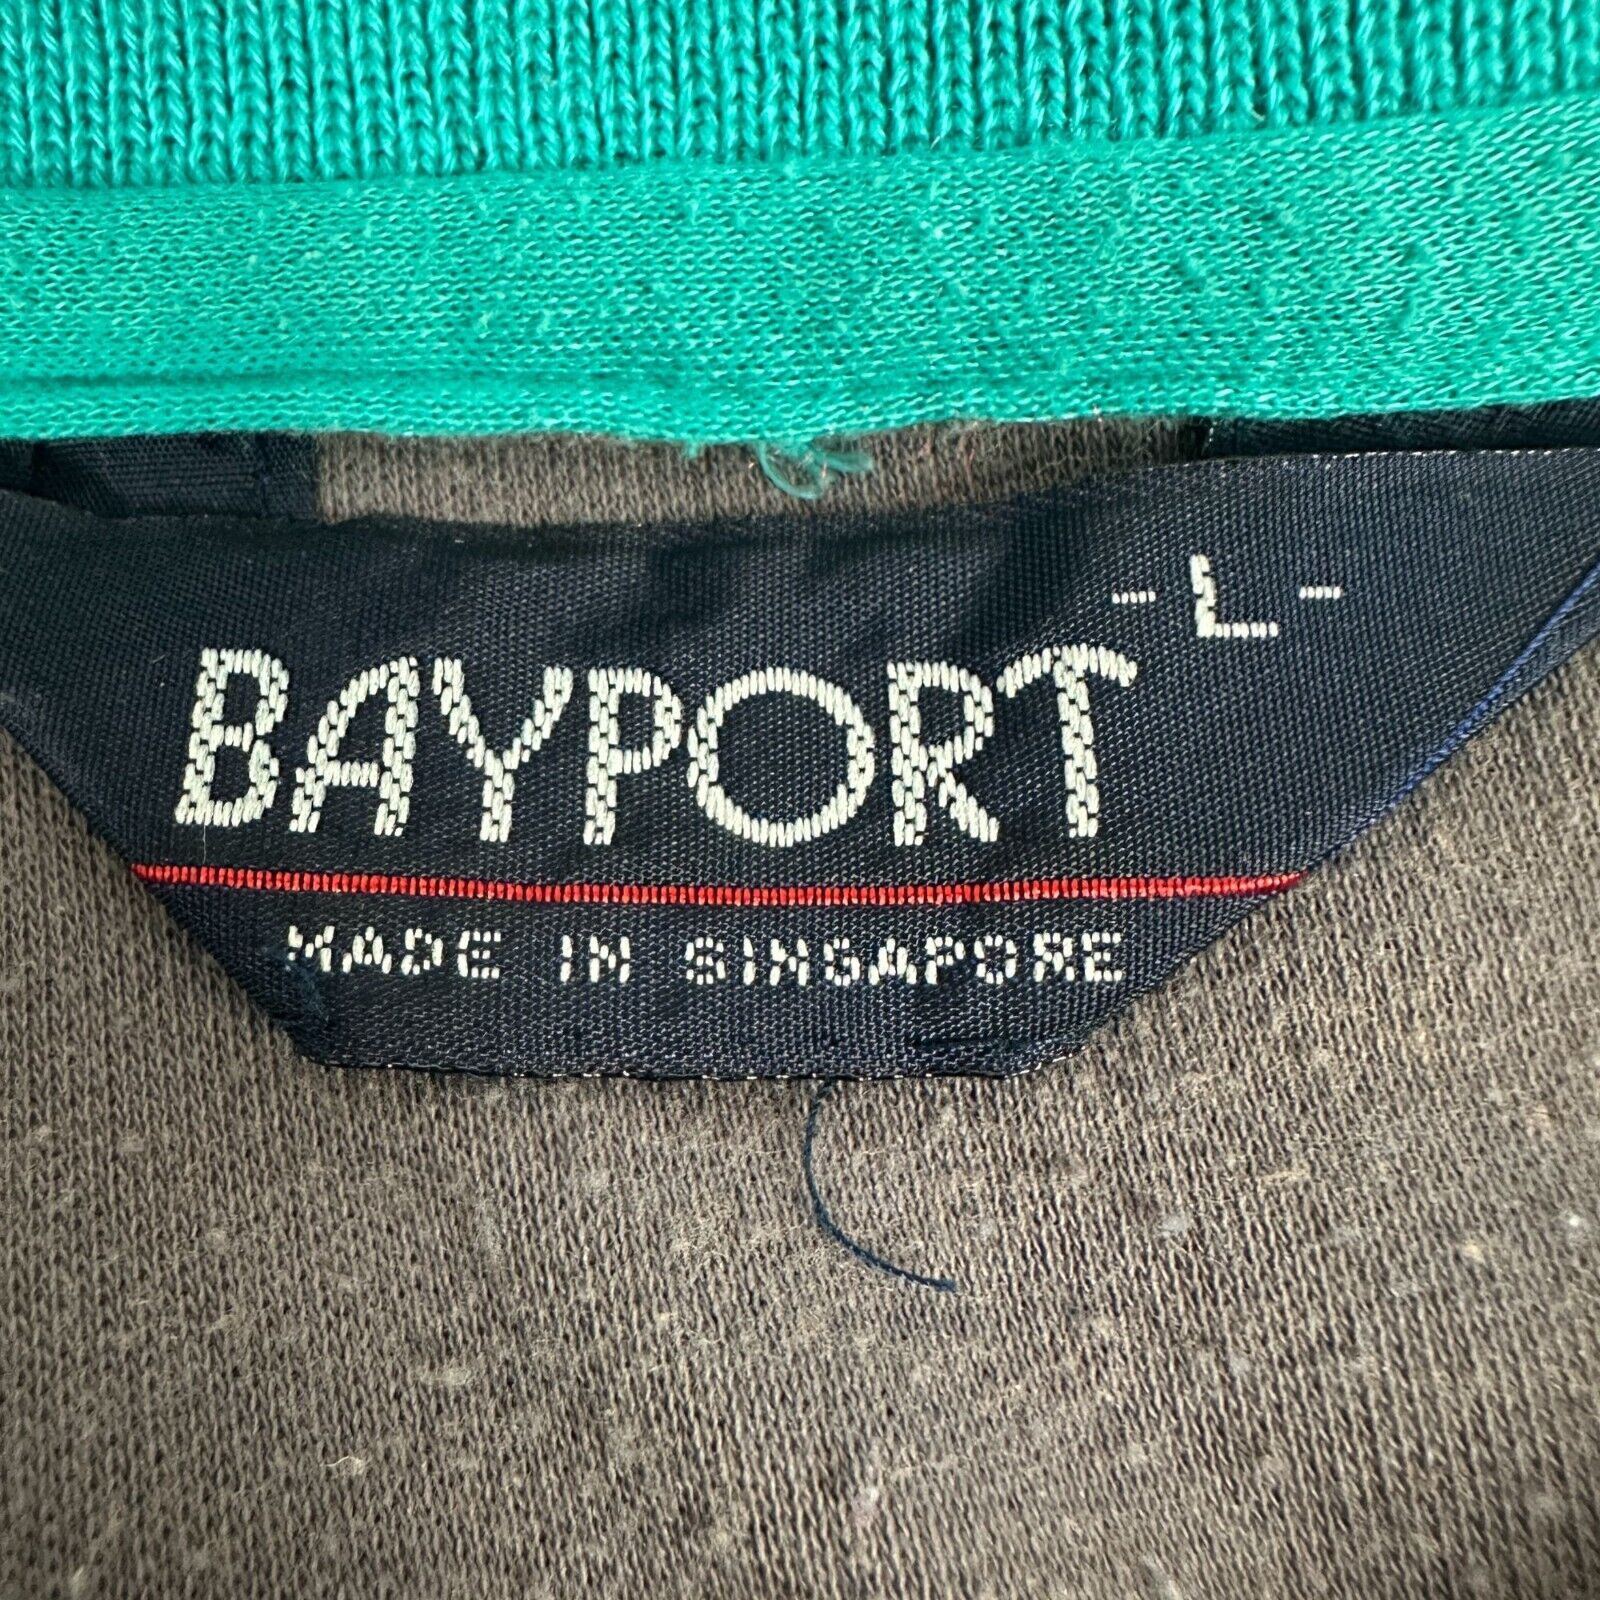 - L -
BAYPORT
MADE IN SINGAPORE